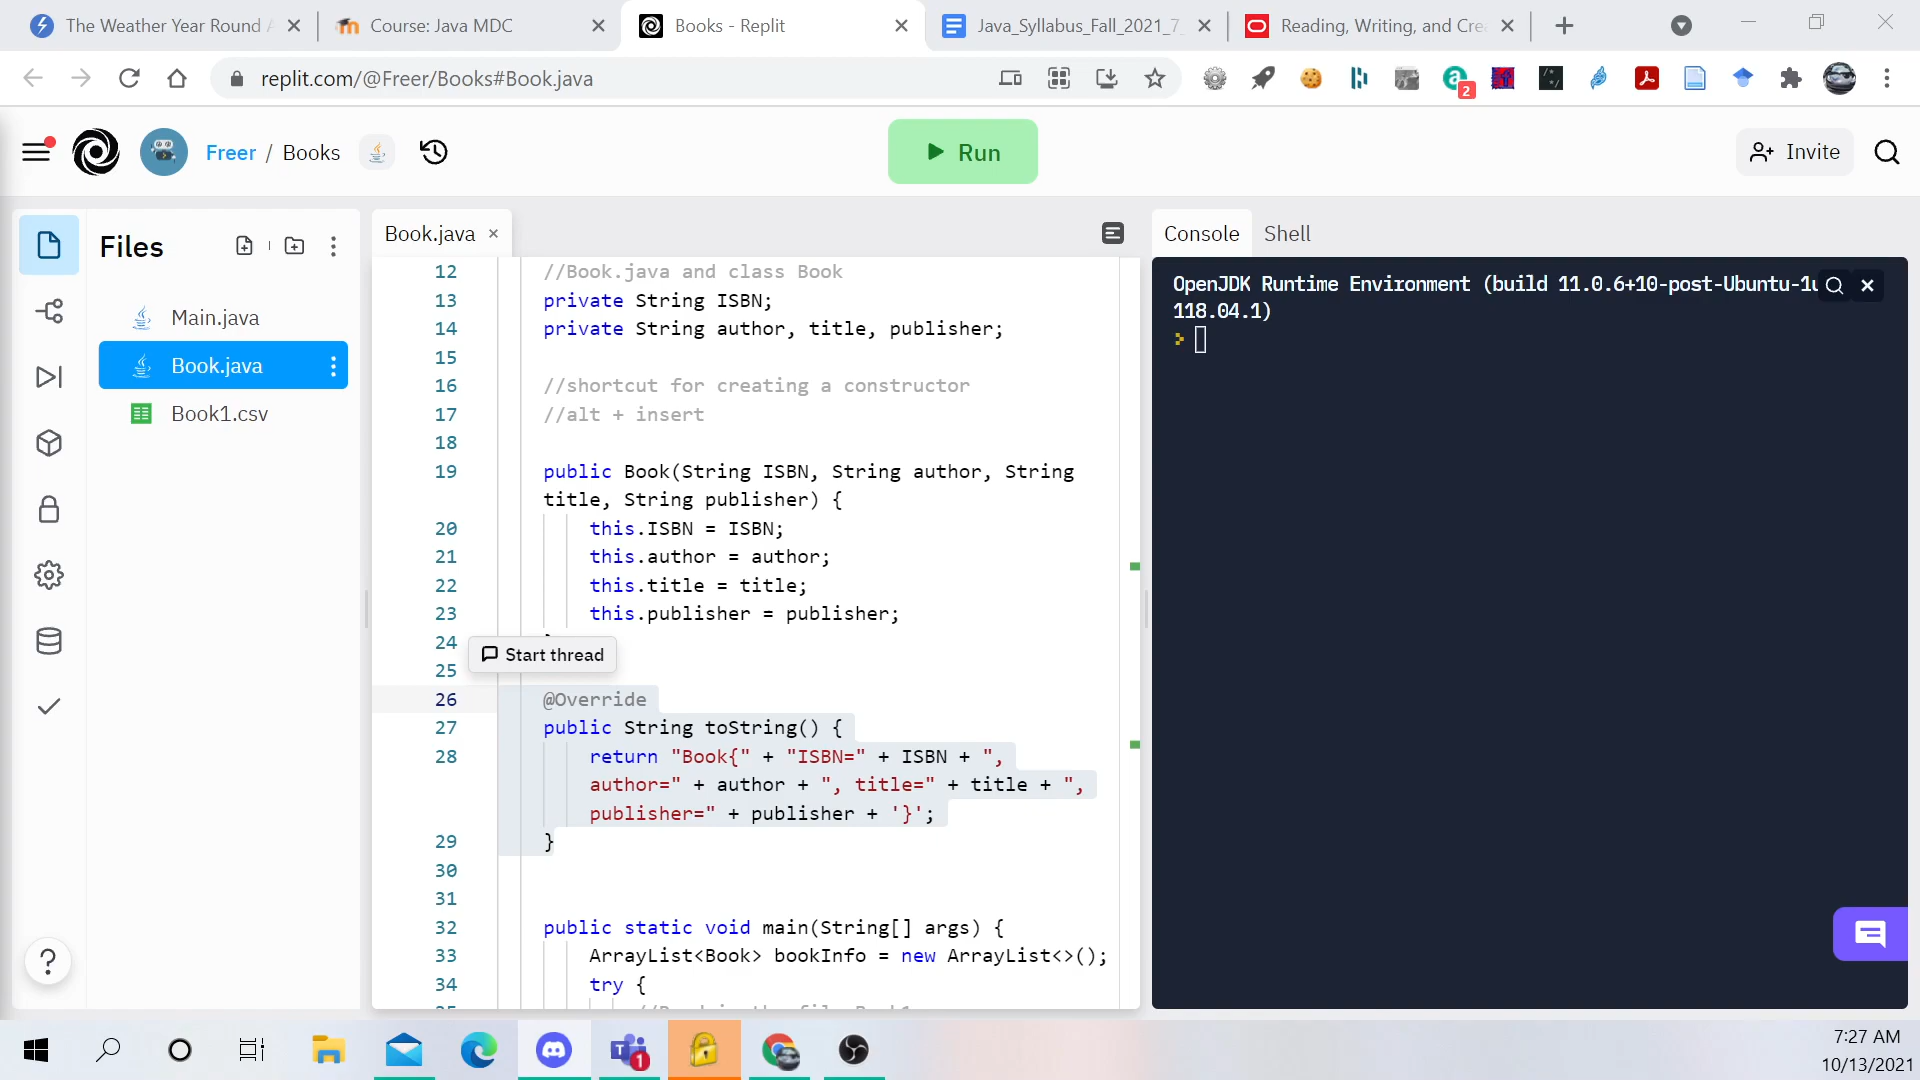 The Weather Year Round A
Course: Java MDC
Books - Replit
Java_Syllabus_Fall_2021_7_
Reading, Writing, and Cre
replit.com/@Freer/Books#Book.java
2
Freer / Books
Run
Invite
Files
Main.java
Book.java
Book1.csv
Book.java
12 //Book.java and class Book
13 private String ISBN;
14 private String author, title, publisher;
15
16 //shortcut for creating a constructor
17 //alt + insert
18
19 public Book(String ISBN, String author, String
title, String publisher) {
20 this.ISBN = ISBN;
21 this.author = author;
22 this.title = title;
23 this.publisher = publisher;
24
Start thread
25
26 @Override
27 public String toString() {
28 return "Book{" + "ISBN=" + ISBN + ",
author=" + author + ", title=" + title + ",
publisher=" + publisher + '}';
29 }
30
31
32 public static void main(String[] args) {
33 ArrayList<Book> bookInfo = new ArrayList<>();
34 try {
Console
Shell
OpenJDK Runtime Environment (build 11.0.6+10-post-Ubuntu-1u
118.04.1)
>
?
1
7:27 AM
10/13/2021